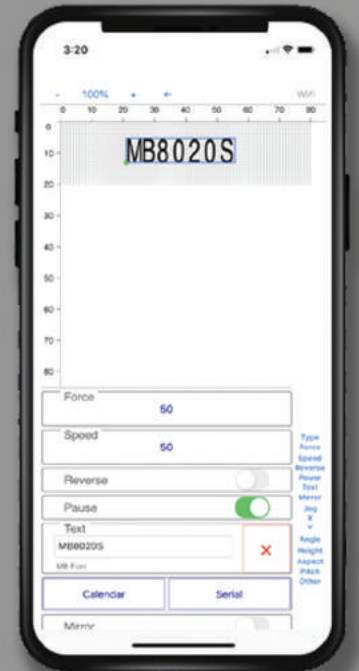 3:20
- 100% + ←
Wifi
0 10 20 30 40 50 60 70 80
0
10
20
30
40
50
60
70
80
MB8020S
Force
50
Speed
50
Reverse
Pause
Text
MB8020S
MB Font
Calendar
Serial
Mirror
Type
Force
Speed
Reverse
Pause
Text
Mirror
Jog
X
Y
Angle
Height
Aspect
Pitch
Other